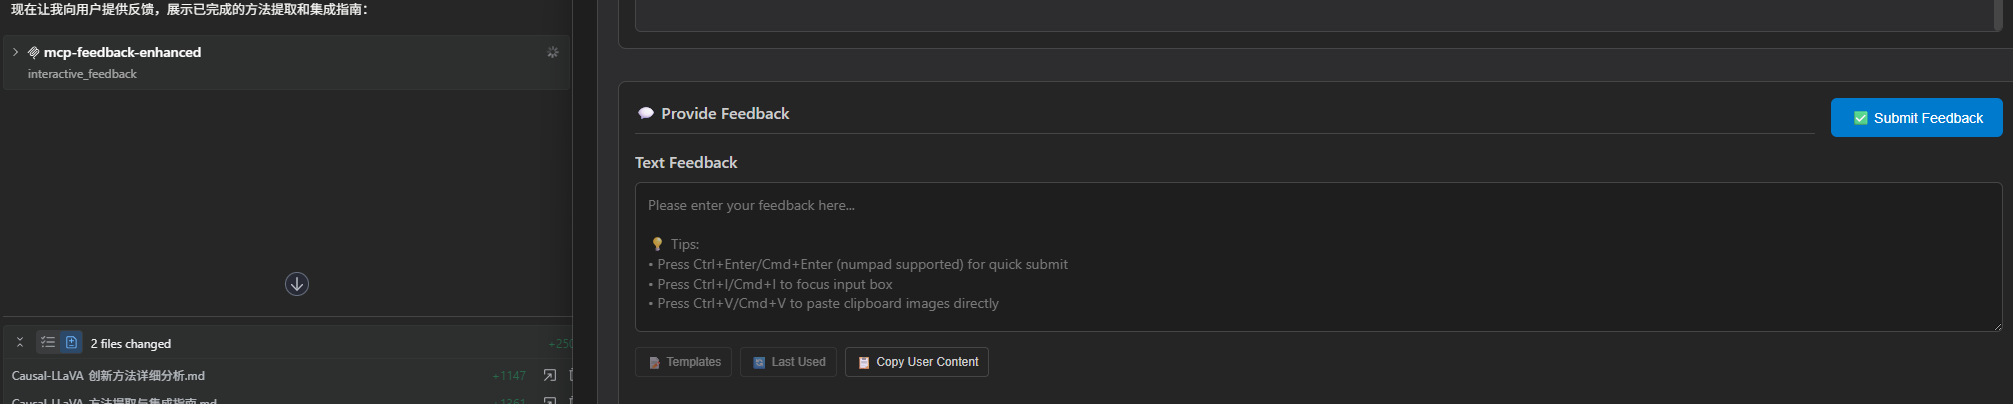 现在让我向用户提供反馈，展示已完成的方法提取和集成指南：
mcp-feedback-enhanced
interactive_feedback
2 files changed
+250
Causal-LLaVA 创新方法详细分析.md
+1147
Causal-LLaVA 方法提取与集成指南.md
+1361
Provide Feedback
Submit Feedback
Text Feedback
Please enter your feedback here...
Tips:
• Press Ctrl+Enter/Cmd+Enter (numpad supported) for quick submit
• Press Ctrl+I/Cmd+I to focus input box
• Press Ctrl+V/Cmd+V to paste clipboard images directly
Templates
Last Used
Copy User Content